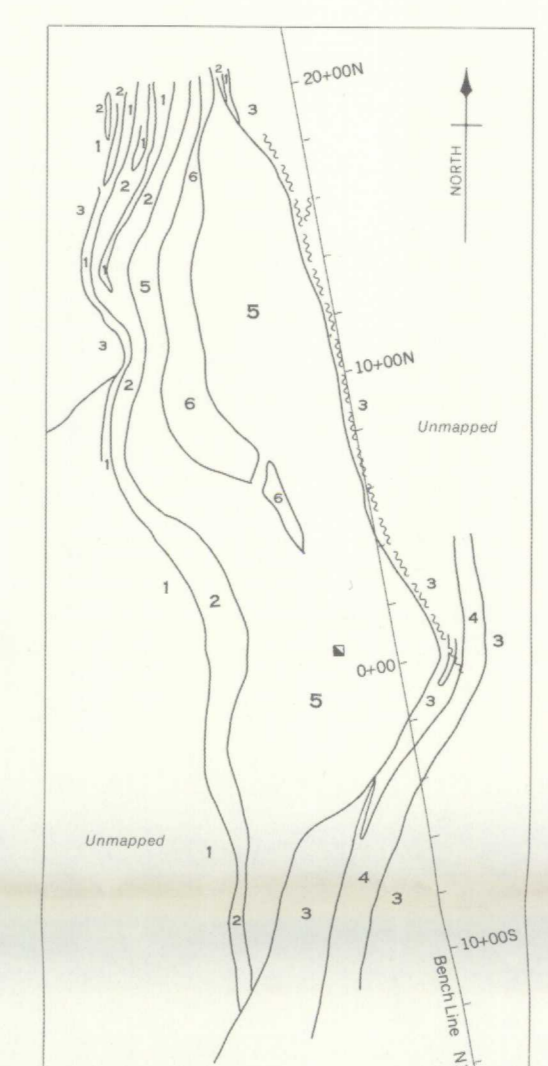 2 1 3 20+00N
2 2 1 1
NORTH
1 1
6
2 2
3
1 1 5
5
3
2 10+00N
6 3
Unmapped
1
6
1 2 3
4 3
0+00
5 3
Unmapped 1
4
2 3 3
10+00S
Bench Line N